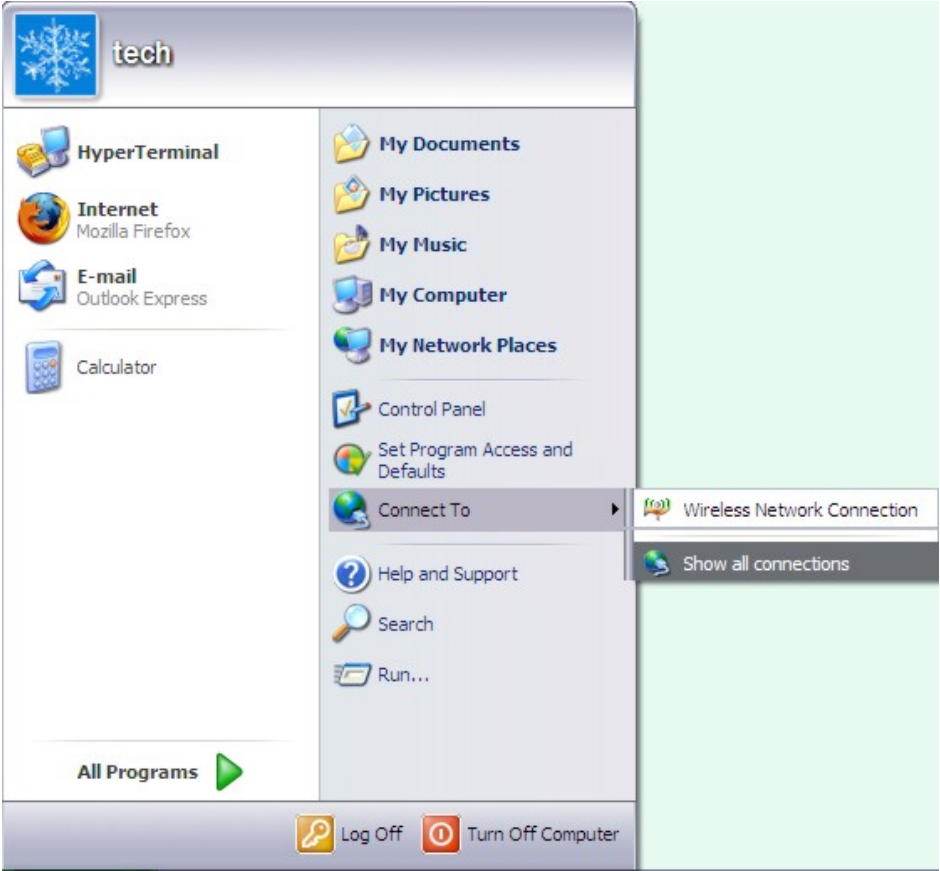 tech
HyperTerminal
Internet
Mozilla Firefox
E-mail
Outlook Express
Calculator
All Programs
My Documents
My Pictures
My Music
My Computer
My Network Places
Control Panel
Set Program Access and
Defaults
Connect To
Wireless Network Connection
Show all connections
Help and Support
Search
Run...
Log Off
Turn Off Computer